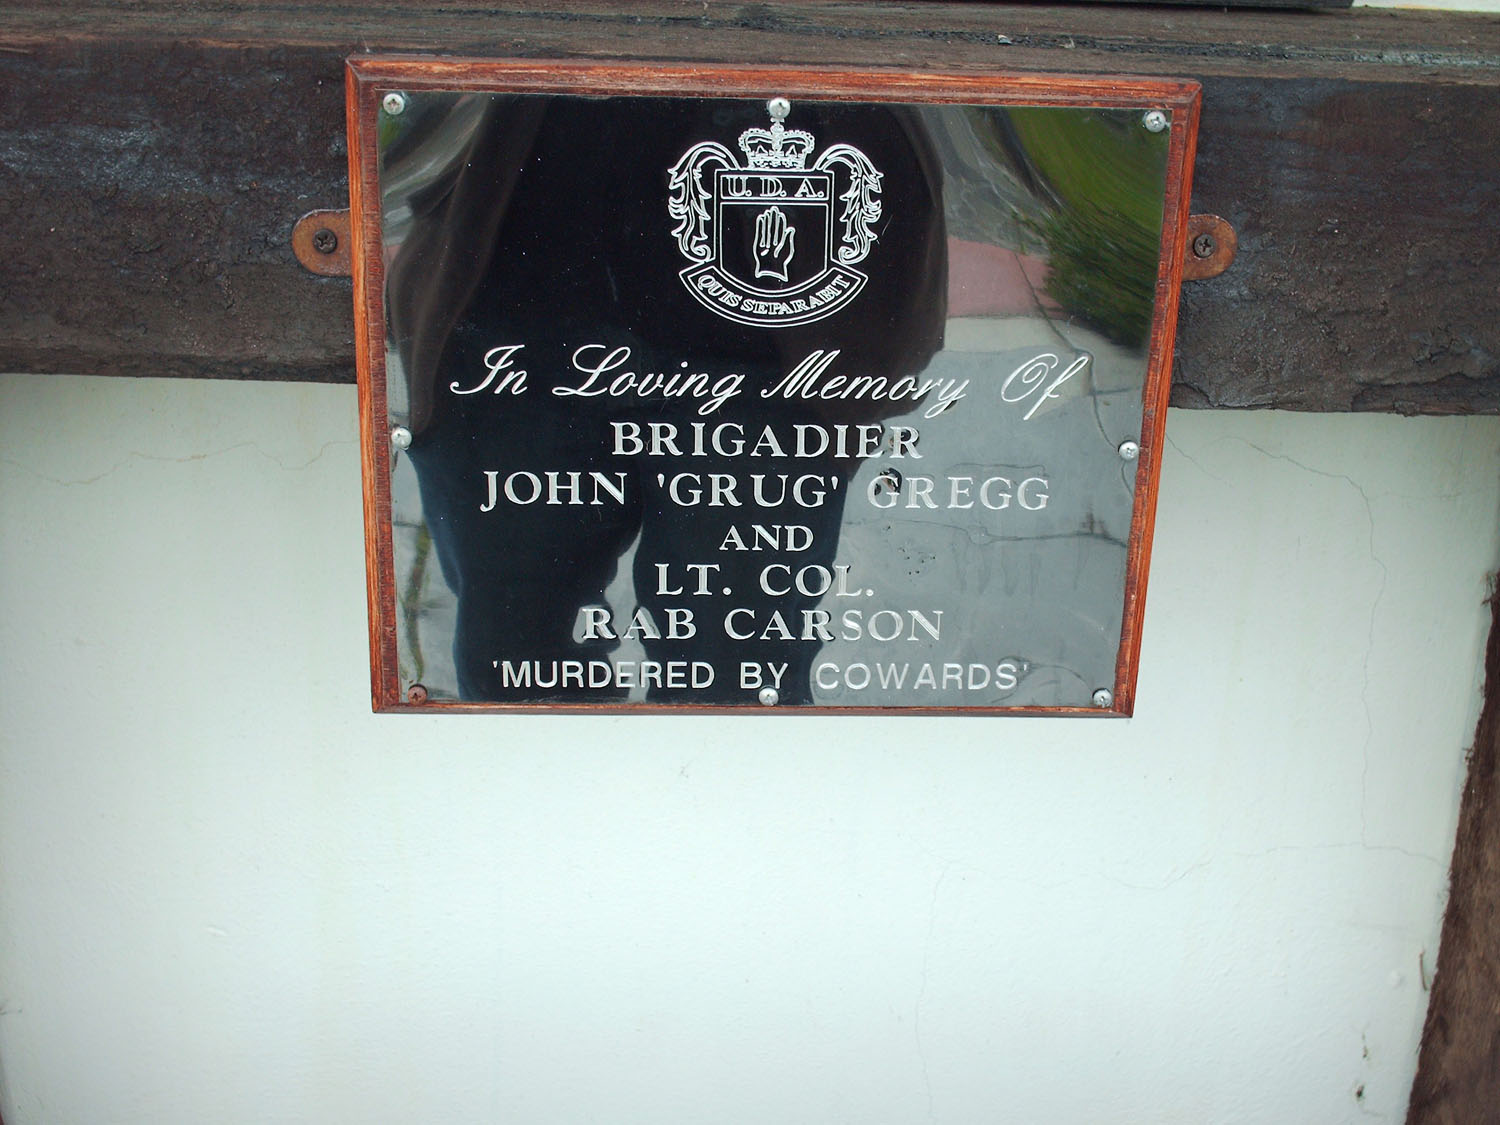 U. D. A.
QUIS SEPARABIT
In Loving Memory Of
BRIGADIER
JOHN 'GRUG' GREGG
AND
LT. COL.
RAB CARSON
'MURDERED BY COWARDS'